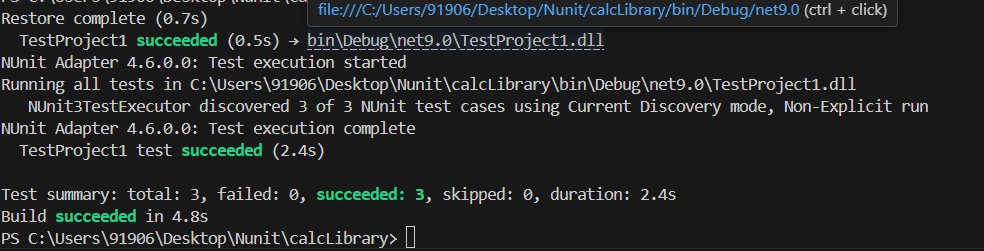 Restore complete (0.7s)
file:///C:/Users/91906/Desktop/Nunit/calcLibrary/bin/Debug/net9.0 (ctrl + click)
TestProject1 succeeded (0.5s) → bin\Debug\net9.0\TestProject1.dll
NUnit Adapter 4.6.0.0: Test execution started
Running all tests in C:\Users\91906\Desktop\Nunit\calcLibrary\bin\Debug\net9.0\TestProject1.dll
NUnit3TestExecutor discovered 3 of 3 NUnit test cases using Current Discovery mode, Non-Explicit run
NUnit Adapter 4.6.0.0: Test execution complete
TestProject1 test succeeded (2.4s)
Test summary: total: 3, failed: 0, succeeded: 3, skipped: 0, duration: 2.4s
Build succeeded in 4.8s
PS C:\Users\91906\Desktop\Nunit\calcLibrary>